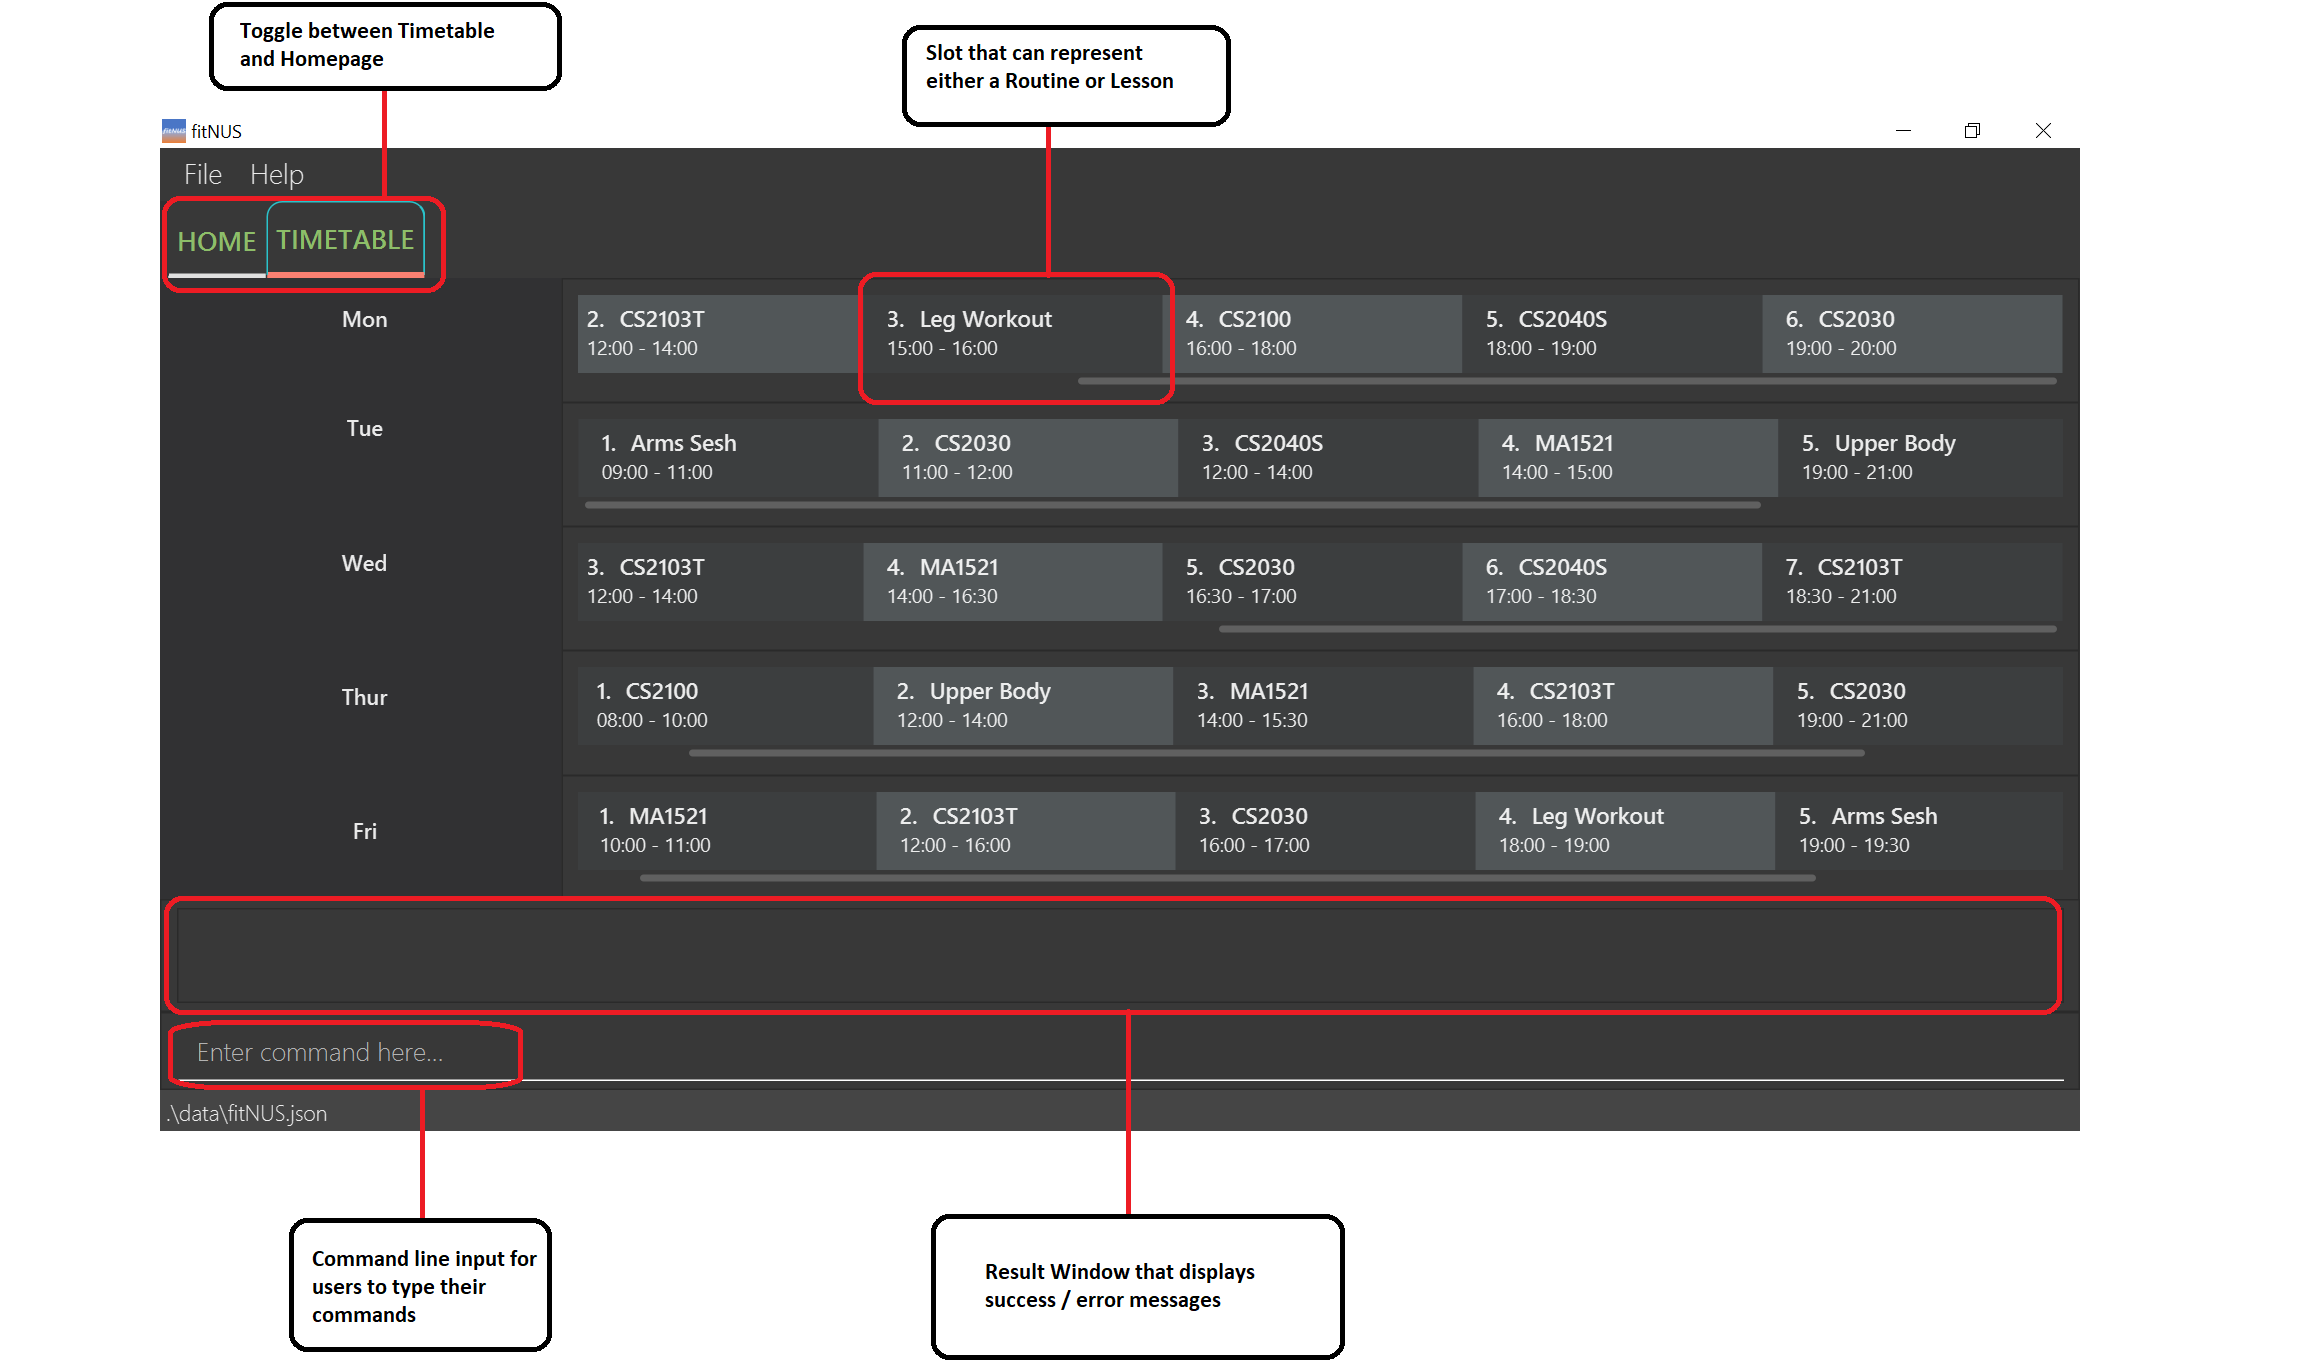 Toggle between Timetable
and Homepage
Slot that can represent
either a Routine or Lesson
fitNUS
fitNUS
File Help
HOME TIMETABLE
Mon
2. CS2103T
12:00 - 14:00
3. Leg Workout
15:00 - 16:00
4. CS2100
16:00 - 18:00
5. CS2040S
18:00 - 19:00
6. CS2030
19:00 - 20:00
Tue
1. Arms Sesh
09:00 - 11:00
2. CS2030
11:00 - 12:00
3. CS2040S
12:00 - 14:00
4. MA1521
14:00 - 15:00
5. Upper Body
19:00 - 21:00
Wed
3. CS2103T
12:00 - 14:00
4. MA1521
14:00 - 16:30
5. CS2030
16:30 - 17:00
6. CS2040S
17:00 - 18:30
7. CS2103T
18:30 - 21:00
Thur
1. CS2100
08:00 - 10:00
2. Upper Body
12:00 - 14:00
3. MA1521
14:00 - 15:30
4. CS2103T
16:00 - 18:00
5. CS2030
19:00 - 21:00
Fri
1. MA1521
10:00 - 11:00
2. CS2103T
12:00 - 16:00
3. CS2030
16:00 - 17:00
4. Leg Workout
18:00 - 19:00
5. Arms Sesh
19:00 - 19:30
Enter command here...
.\data\fitNUS.json
Command line input for
users to type their
commands
Result Window that displays
success / error messages